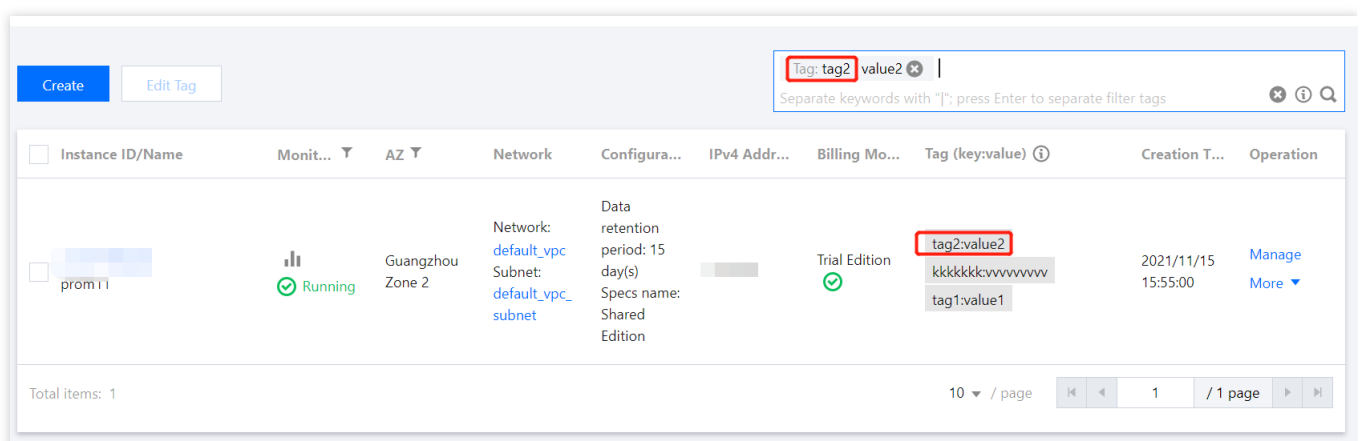 Create
Edit Tag
Tag: tag2 value2
Separate keywords with "|"; press Enter to separate filter tags
Instance ID/Name Monit... AZ Network Configura... IPv4 Addr... Billing Mo... Tag (key:value) Creation T... Operation
prom11
Running
Guangzhou
Zone 2
Network:
default_vpc
Subnet:
default_vpc_
subnet
Data
retention
period: 15
day(s)
Specs name:
Shared
Edition
Trial Edition
tag2:value2
kkkkkkk:vvvvvvvvv
tag1:value1
2021/11/15
15:55:00
Manage
More
Total items: 1
10 / page 1 / 1 page